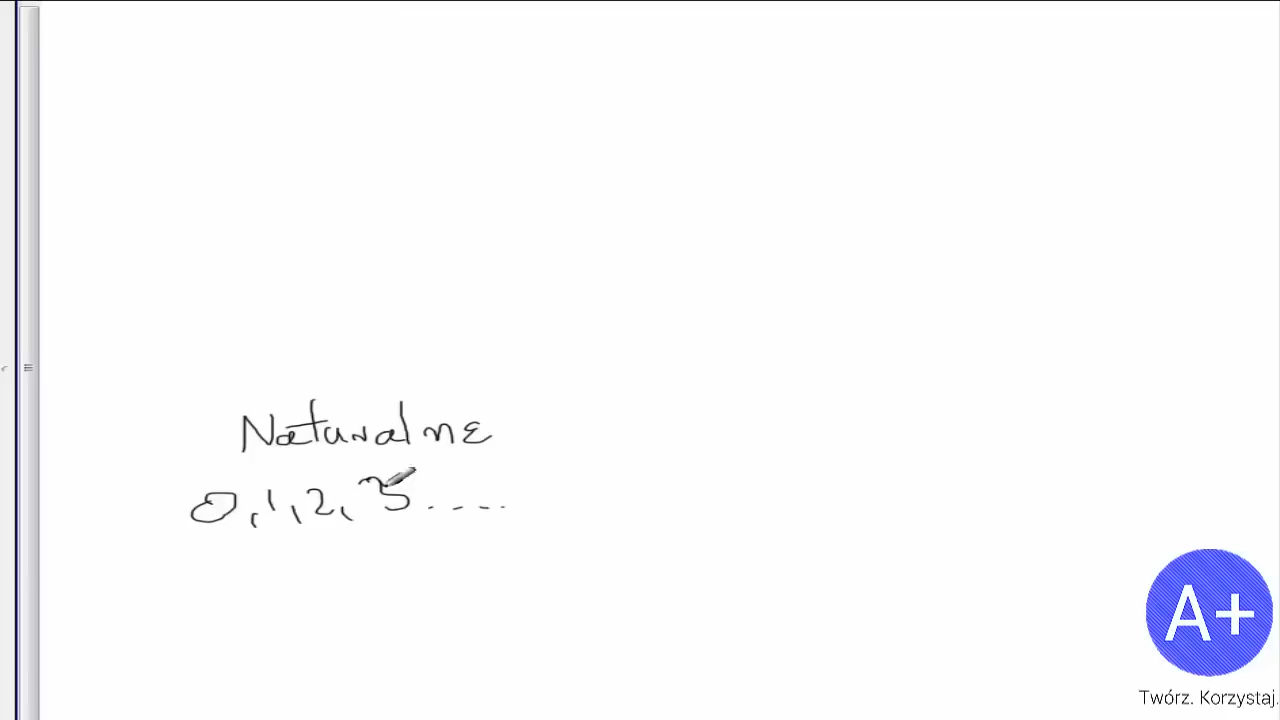 Naturalne
0, 1, 2, 3.....
A+
Twórz. Korzystaj.